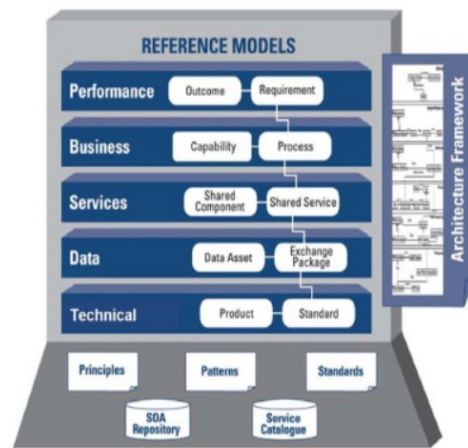 REFERENCE MODELS
Performance
Outcome
Requirement
Business
Capability
Process
Services
Shared
Component
Shared Service
Data
Data Asset
Exchange
Package
Technical
Product
Standard
Architecture Framework
Principles
Patterns
Standards
SOA
Repository
Service
Catalogue